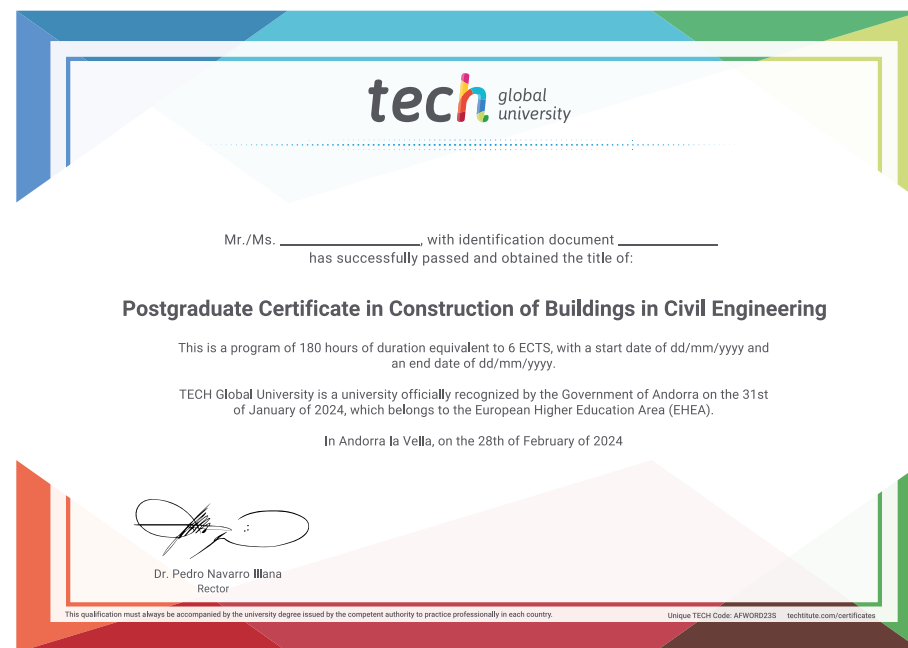 tech global
university
Mr./Ms. ____________, with identification document ____________
has successfully passed and obtained the title of:
Postgraduate Certificate in Construction of Buildings in Civil Engineering
This is a program of 180 hours of duration equivalent to 6 ECTS, with a start date of dd/mm/yyyy and
an end date of dd/mm/yyyy.
TECH Global University is a university officially recognized by the Government of Andorra on the 31st
of January of 2024, which belongs to the European Higher Education Area (EHEA).
In Andorra la Vella, on the 28th of February of 2024
Dr. Pedro Navarro Illana
Rector
This qualification must always be accompanied by the university degree issued by the competent authority to practice professionally in each country.
Unique TECH Code: AFWORD23S techtitute.com/certificates